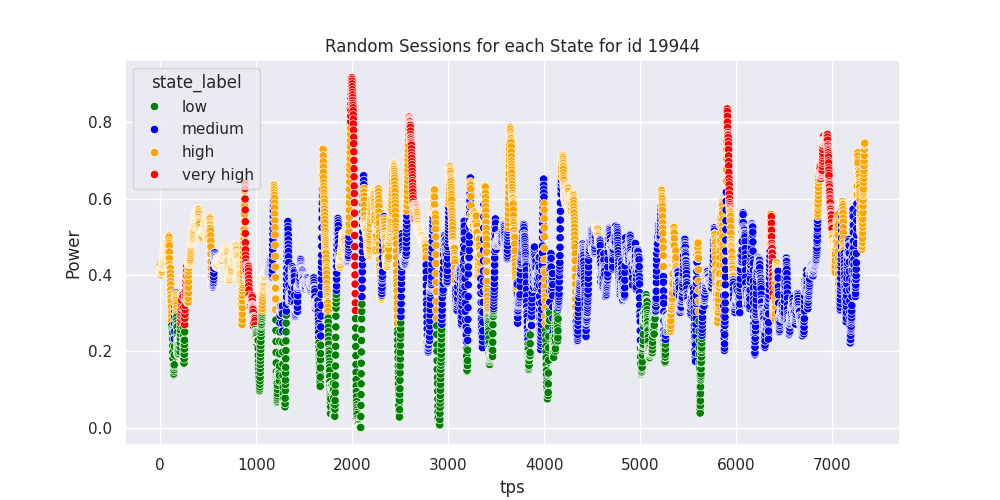 Random Sessions for each State for id 19944
state_label
low
medium
high
very high
Power
0.8
0.6
0.4
0.2
0.0
0 1000 2000 3000 4000 5000 6000 7000
tps